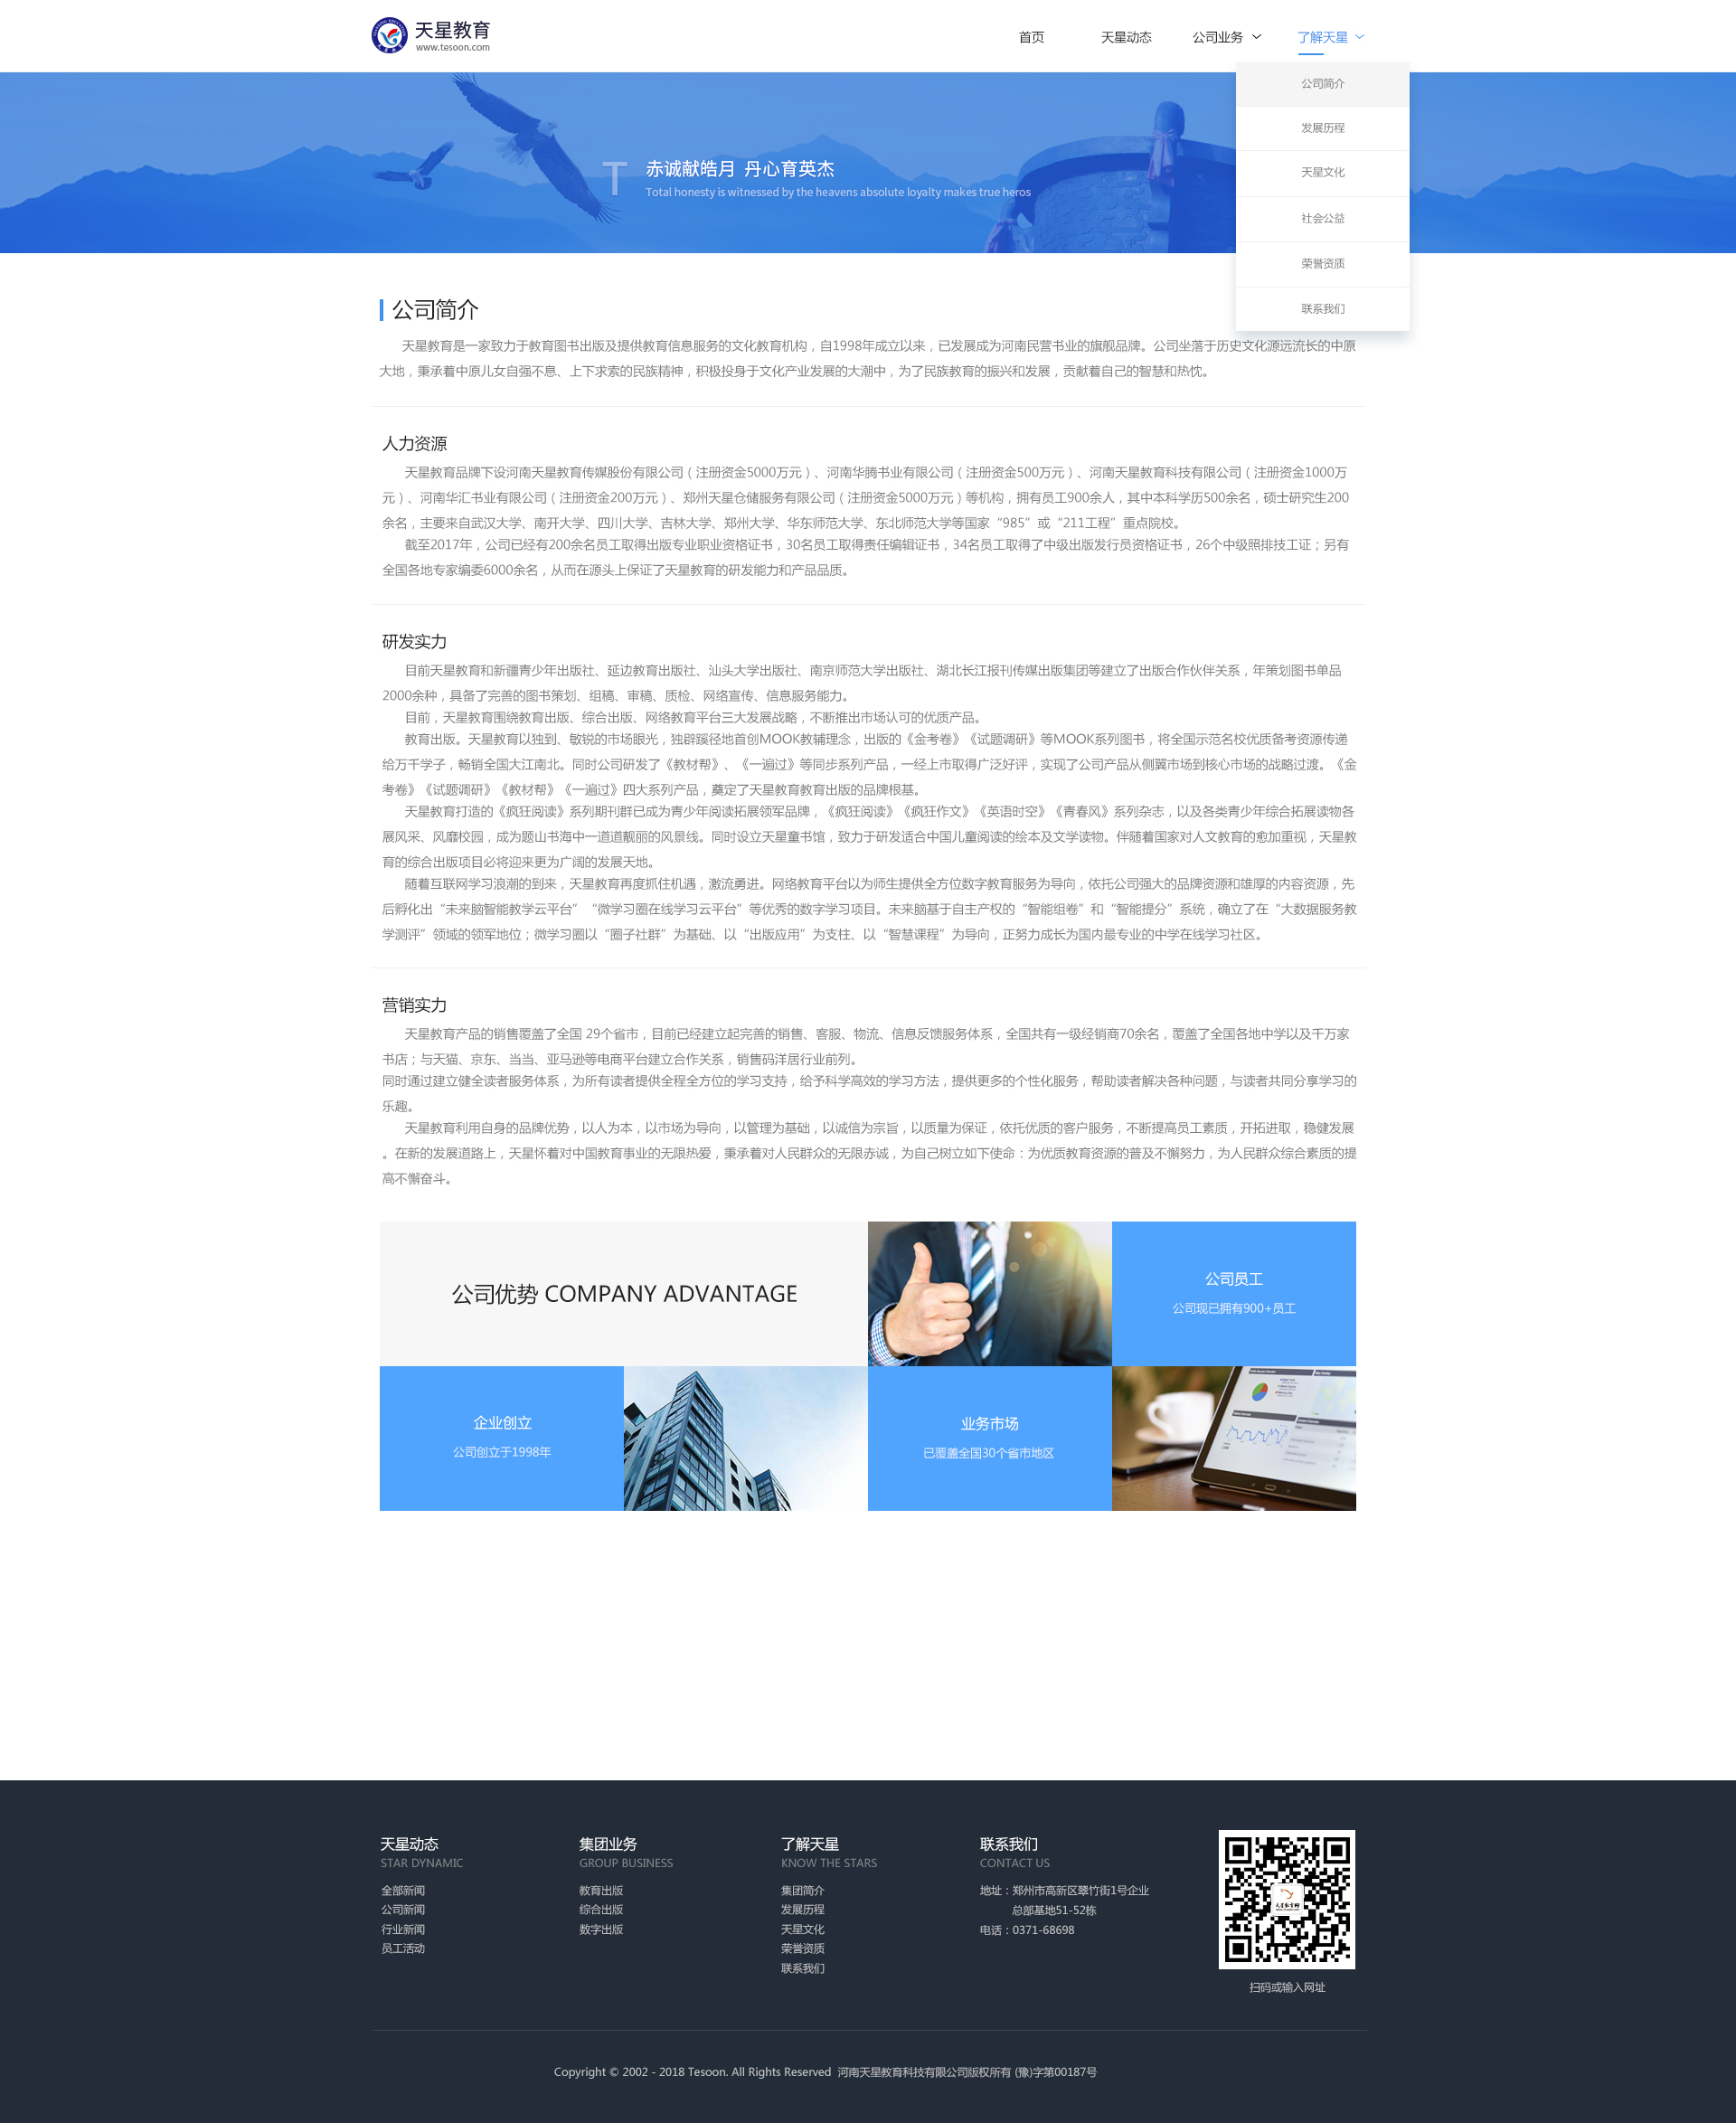 天星教育
www.tesoon.com
首页 天星动态 公司业务 了解天星
公司简介
发展历程
天星文化
社会公益
荣誉资质
联系我们
T
赤诚献皓月 丹心育英杰
Total honesty is witnessed by the heavens absolute loyalty makes true heros
公司简介
天星教育是一家致力于教育图书出版及提供教育信息服务的文化教育机构，自1998年成立以来，已发展成为河南民营书业的旗舰品牌。公司坐落于历史文化源远流长的中原
大地，秉承着中原儿女自强不息、上下求索的民族精神，积极投身于文化产业发展的大潮中，为了民族教育的振兴和发展，贡献着自己的智慧和热忱。
人力资源
天星教育品牌下设河南天星教育传媒股份有限公司（注册资金5000万元）、河南华腾书业有限公司（注册资金500万元）、河南天星教育科技有限公司（注册资金1000万
元）、河南华汇书业有限公司（注册资金200万元）、郑州天星仓储服务有限公司（注册资金5000万元）等机构，拥有员工900余人，其中本科学历500余名，硕士研究生200
余名，主要来自武汉大学、南开大学、四川大学、吉林大学、郑州大学、华东师范大学、东北师范大学等国家“985”或“211工程”重点院校。
截至2017年，公司已经有200余名员工取得出版专业职业资格证书，30名员工取得责任编辑证书，34名员工取得了中级出版发行员资格证书，26个中级照排技工证；另有
全国各地专家编委6000余名，从而在源头上保证了天星教育的研发能力和产品品质。
研发实力
目前天星教育和新疆青少年出版社、延边教育出版社、汕头大学出版社、南京师范大学出版社、湖北长江报刊传媒出版集团等建立了出版合作伙伴关系，年策划图书单品
2000余种，具备了完善的图书策划、组稿、审稿、质检、网络宣传、信息服务能力。
目前，天星教育围绕教育出版、综合出版、网络教育平台三大发展战略，不断推出市场认可的优质产品。
教育出版。天星教育以独到、敏锐的市场眼光，独辟蹊径地首创MOOK教辅理念，出版的《金考卷》《试题调研》等MOOK系列图书，将全国示范名校优质备考资源传递
给万千学子，畅销全国大江南北。同时公司研发了《教材帮》、《一遍过》等同步系列产品，一经上市取得广泛好评，实现了公司产品从侧翼市场到核心市场的战略过渡。《金
考卷》《试题调研》《教材帮》《一遍过》四大系列产品，奠定了天星教育教育出版的品牌根基。
天星教育打造的《疯狂阅读》系列期刊群已成为青少年阅读拓展领军品牌，《疯狂阅读》《疯狂作文》《英语时空》《青春风》系列杂志，以及各类青少年综合拓展读物各
展风采、风靡校园，成为题山书海中一道道靓丽的风景线。同时设立天星童书馆，致力于研发适合中国儿童阅读的绘本及文学读物。伴随着国家对人文教育的愈加重视，天星教
育的综合出版项目必将迎来更为广阔的发展天地。
随着互联网学习浪潮的到来，天星教育再度抓住机遇，激流勇进。网络教育平台以为师生提供全方位数字教育服务为导向，依托公司强大的品牌资源和雄厚的内容资源，先
后孵化出“未来脑智能教学云平台”“微学习圈在线学习云平台”等优秀的数字学习项目。未来脑基于自主产权的“智能组卷”和“智能提分”系统，确立了在“大数据服务教
学测评”领域的领军地位；微学习圈以“圈子社群”为基础、以“出版应用”为支柱、以“智慧课程”为导向，正努力成长为国内最专业的中学在线学习社区。
营销实力
天星教育产品的销售覆盖了全国 29个省市，目前已经建立起完善的销售、客服、物流、信息反馈服务体系，全国共有一级经销商70余名，覆盖了全国各地中学以及千万家
书店；与天猫、京东、当当、亚马逊等电商平台建立合作关系，销售码洋居行业前列。
同时通过建立健全读者服务体系，为所有读者提供全程全方位的学习支持，给予科学高效的学习方法，提供更多的个性化服务，帮助读者解决各种问题，与读者共同分享学习的
乐趣。
天星教育利用自身的品牌优势，以人为本，以市场为导向，以管理为基础，以诚信为宗旨，以质量为保证，依托优质的客户服务，不断提高员工素质，开拓进取，稳健发展
。在新的发展道路上，天星怀着对中国教育事业的无限热爱，秉承着对人民群众的无限赤诚，为自己树立如下使命：为优质教育资源的普及不懈努力，为人民群众综合素质的提
高不懈奋斗。
公司优势 COMPANY ADVANTAGE
公司员工
公司现已拥有900+员工
企业创立
公司创立于1998年
业务市场
已覆盖全国30个省市地区
天星动态
STAR DYNAMIC
全部新闻
公司新闻
行业新闻
员工活动
集团业务
GROUP BUSINESS
教育出版
综合出版
数字出版
了解天星
KNOW THE STARS
集团简介
发展历程
天星文化
荣誉资质
联系我们
联系我们
CONTACT US
地址：郑州市高新区翠竹街1号企业
总部基地51-52栋
电话：0371-68698
扫码或输入网址
Copyright © 2002 - 2018 Tesoon. All Rights Reserved 河南天星教育科技有限公司版权所有 (豫)字第00187号